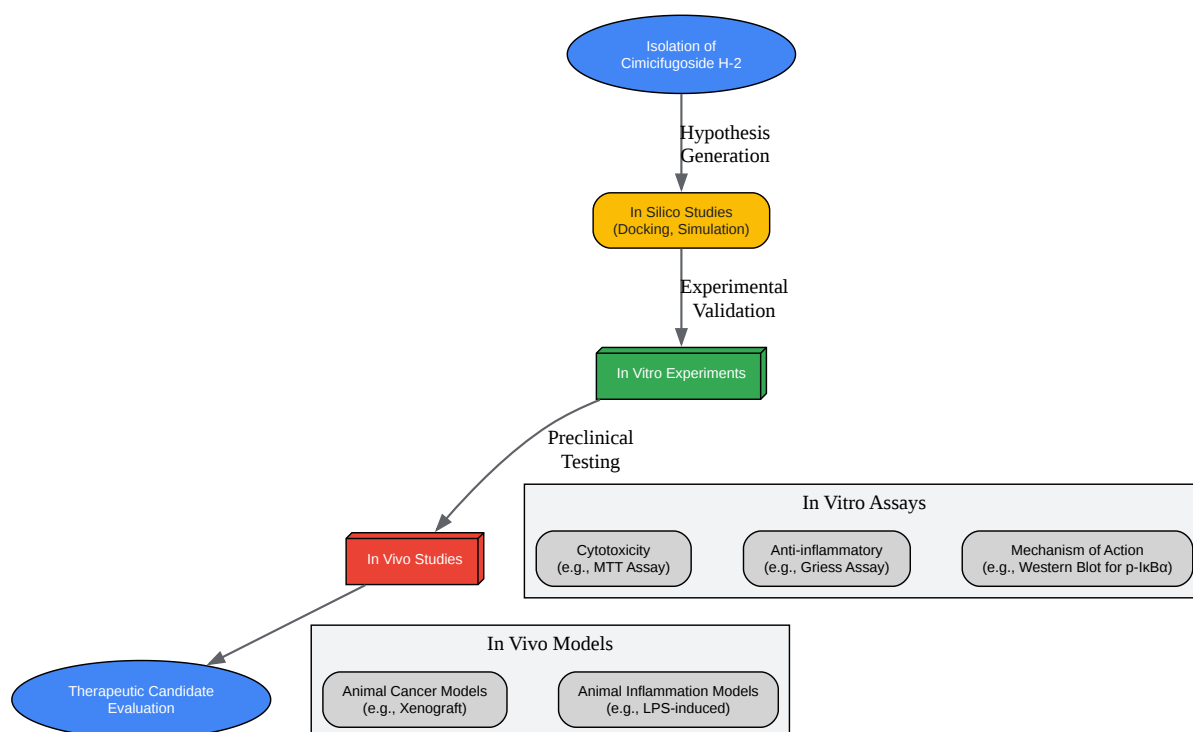 Isolation of
Cimicifugoside H-2
Hypothesis
Generation
In Silico Studies
(Docking, Simulation)
Experimental
Validation
In Vitro Experiments
Preclinical
Testing
In Vitro Assays
Cytotoxicity
(e.g., MTT Assay)
Anti-inflammatory
(e.g., Griess Assay)
Mechanism of Action
(e.g., Western Blot for p-IκBα)
In Vivo Studies
In Vivo Models
Animal Cancer Models
(e.g., Xenograft)
Animal Inflammation Models
(e.g., LPS-induced)
Therapeutic Candidate
Evaluation